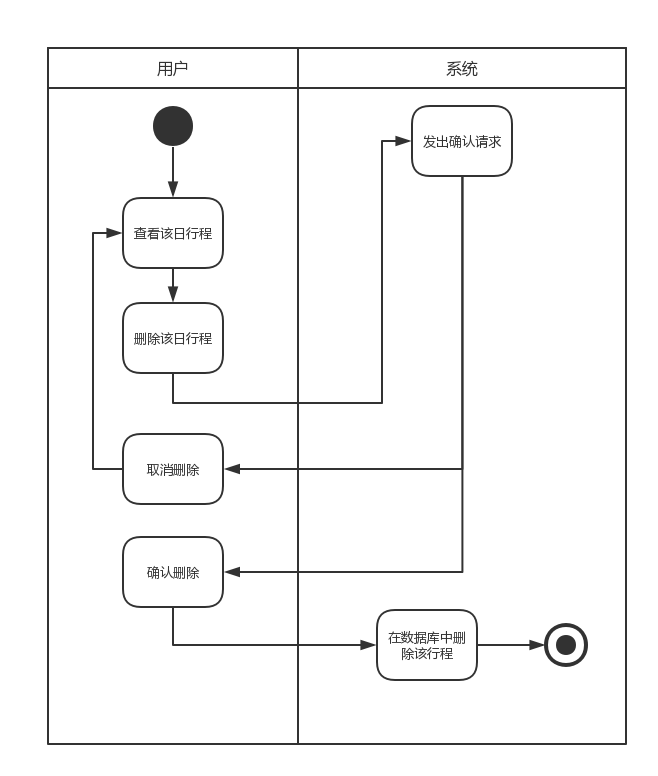 用户
系统
发出确认请求
查看该日行程
删除该日行程
取消删除
确认删除
在数据库中删
除该行程